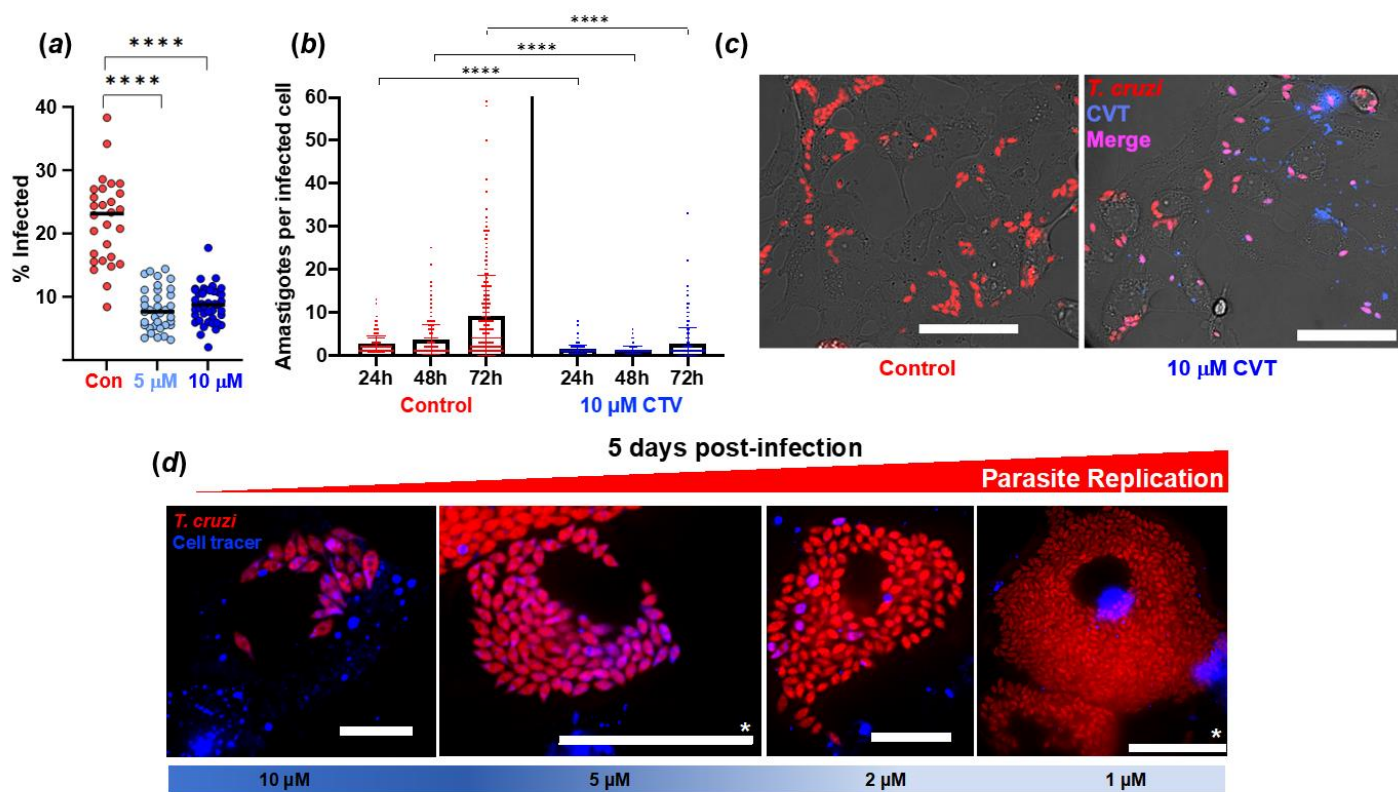 (a)
****
****
% Infected
40
30
20
10
Con
5 µM
10 µM
(b)
****
****
****
Amastigotes per infected cell
60
50
40
30
20
10
0
24h
48h
72h
24h
48h
72h
Control
10 µM CTV
(c)
T. cruzi
CVT
Merge
Control
10 µM CVT
5 days post-infection
(d)
Parasite Replication
T. cruzi
Cell tracer
*
*
10 µM
5 µM
2 µM
1 µM